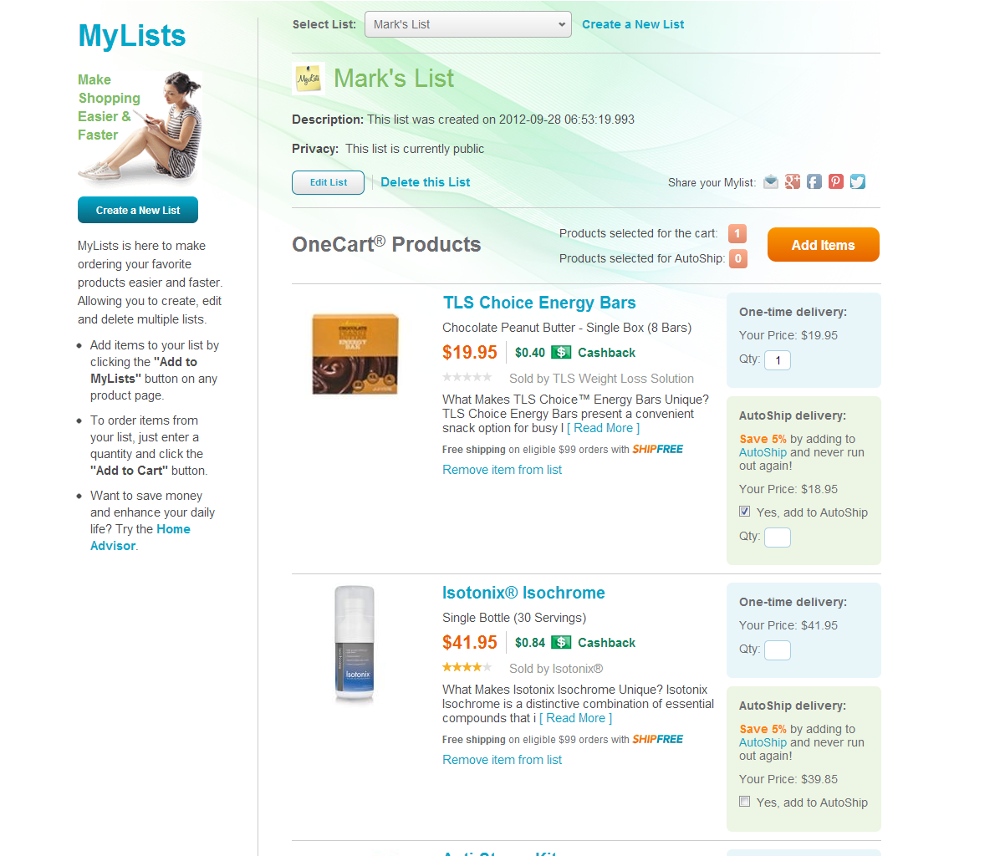 MyLists
Make
Shopping
Easier &
Faster
Create a New List
MyLists is here to make
ordering your favorite
products easier and faster.
Allowing you to create, edit
and delete multiple lists.
Add items to your list by
clicking the "Add to
MyLists" button on any
product page.
To order items from
your list, just enter a
quantity and click the
"Add to Cart" button.
Want to save money
and enhance your daily
life? Try the Home
Advisor.
Select List: Mark's List Create a New List
MyLists
Mark's List
Description: This list was created on 2012-09-28 06:53:19.993
Privacy: This list is currently public
Edit List Delete this List Share your Mylist:
OneCart® Products
Products selected for the cart: 1
Products selected for AutoShip: 0
Add Items
CHOCOLATE
PEANUT BUTTER
ENERGY
BAR
TLS Choice Energy Bars
Chocolate Peanut Butter - Single Box (8 Bars)
$19.95 $0.40 $ Cashback
Sold by TLS Weight Loss Solution
What Makes TLS Choice™ Energy Bars Unique?
TLS Choice Energy Bars present a convenient
snack option for busy l [ Read More ]
Free shipping on eligible $99 orders with SHIPFREE
Remove item from list
One-time delivery:
Your Price: $19.95
Qty: 1
AutoShip delivery:
Save 5% by adding to
AutoShip and never run
out again!
Your Price: $18.95
Yes, add to AutoShip
Qty:
Isotonix
Isotonix® Isochrome
Single Bottle (30 Servings)
$41.95 $0.84 $ Cashback
Sold by Isotonix®
What Makes Isotonix Isochrome Unique? Isotonix
Isochrome is a distinctive combination of essential
compounds that i [ Read More ]
Free shipping on eligible $99 orders with SHIPFREE
Remove item from list
One-time delivery:
Your Price: $41.95
Qty:
AutoShip delivery:
Save 5% by adding to
AutoShip and never run
out again!
Your Price: $39.85
Yes, add to AutoShip